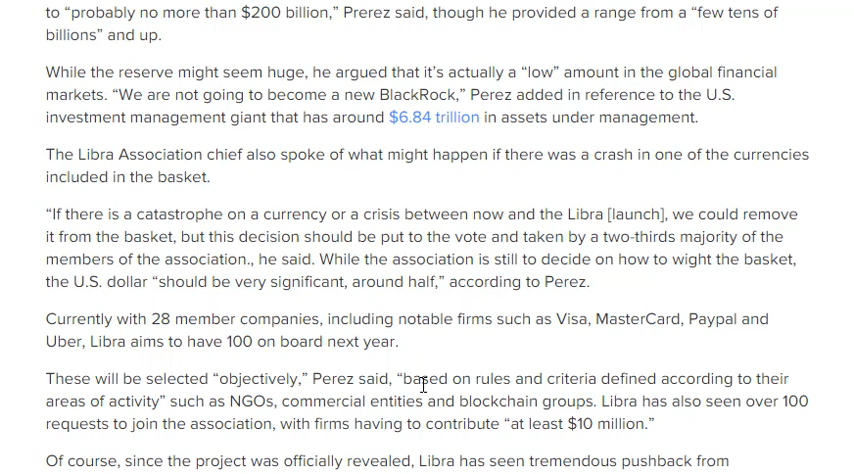 to “probably no more than $200 billion,” Prerez said, though he provided a range from a “few tens of
billions” and up.
While the reserve might seem huge, he argued that it’s actually a “low” amount in the global financial
markets. “We are not going to become a new BlackRock,” Perez added in reference to the U.S.
investment management giant that has around $6.84 trillion in assets under management.
The Libra Association chief also spoke of what might happen if there was a crash in one of the currencies
included in the basket.
“If there is a catastrophe on a currency or a crisis between now and the Libra [launch], we could remove
it from the basket, but this decision should be put to the vote and taken by a two-thirds majority of the
members of the association., he said. While the association is still to decide on how to wight the basket,
the U.S. dollar “should be very significant, around half,” according to Perez.
Currently with 28 member companies, including notable firms such as Visa, MasterCard, Paypal and
Uber, Libra aims to have 100 on board next year.
These will be selected “objectively,” Perez said, “based on rules and criteria defined according to their
areas of activity” such as NGOs, commercial entities and blockchain groups. Libra has also seen over 100
requests to join the association, with firms having to contribute “at least $10 million.”
Of course, since the project was officially revealed, Libra has seen tremendous pushback from